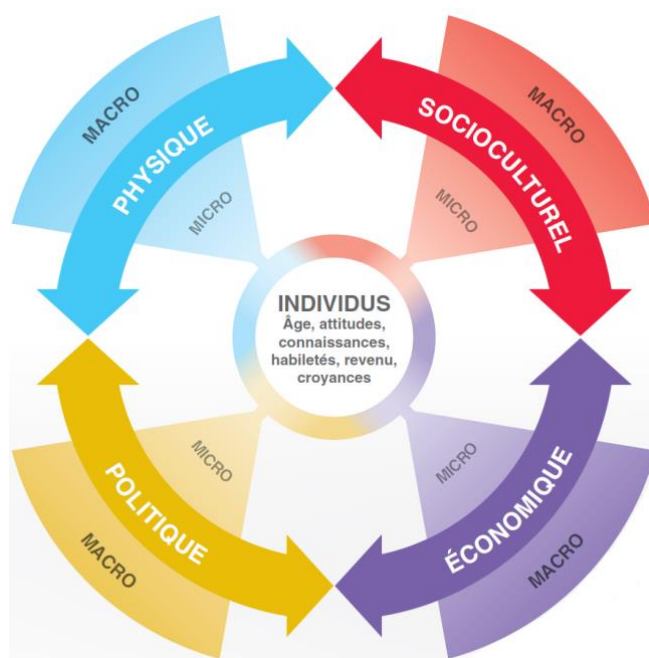 MACRO
PHYSIQUE
MICRO
MACRO
SOCIOCULTUREL
MICRO
INDIVIDUS
Âge, attitudes,
connaissances,
habiletés, revenu,
croyances
MICRO
POLITIQUE
MACRO
MICRO
ÉCONOMIQUE
MACRO